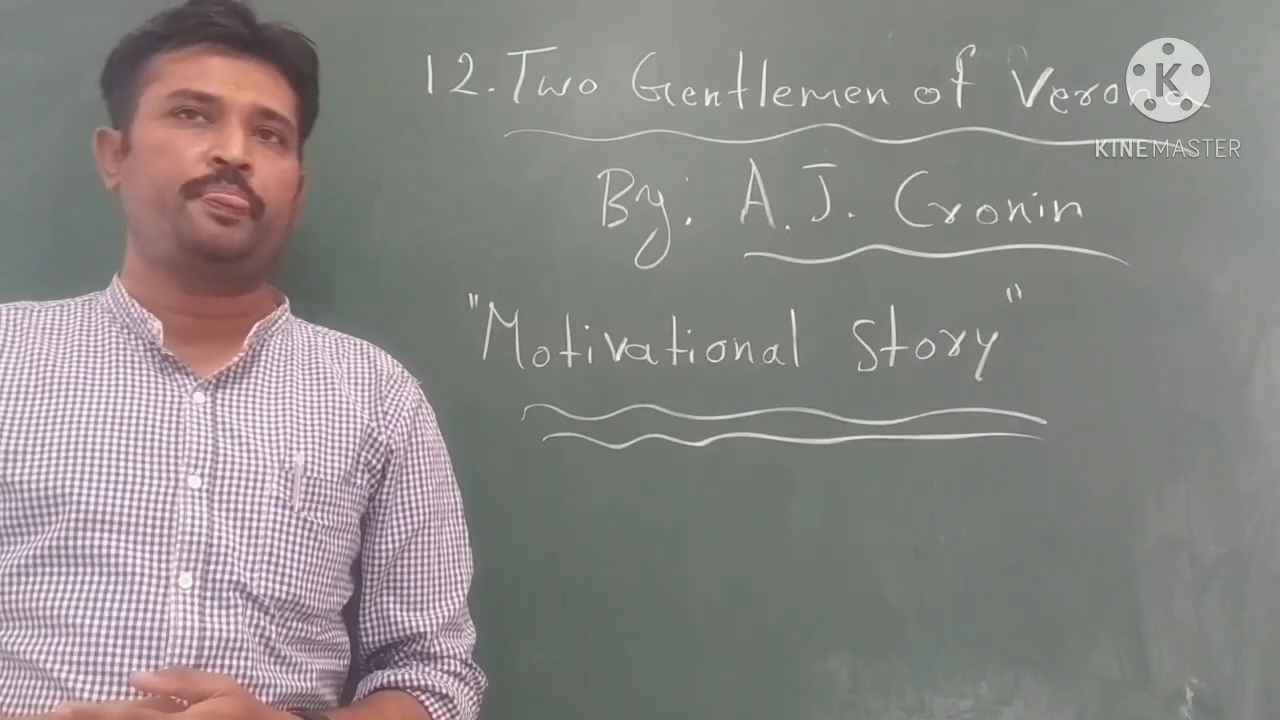 12. Two Gentlemen of Verona
K
KINEMASTER
By: A. J. Cronin
"Motivational Story"